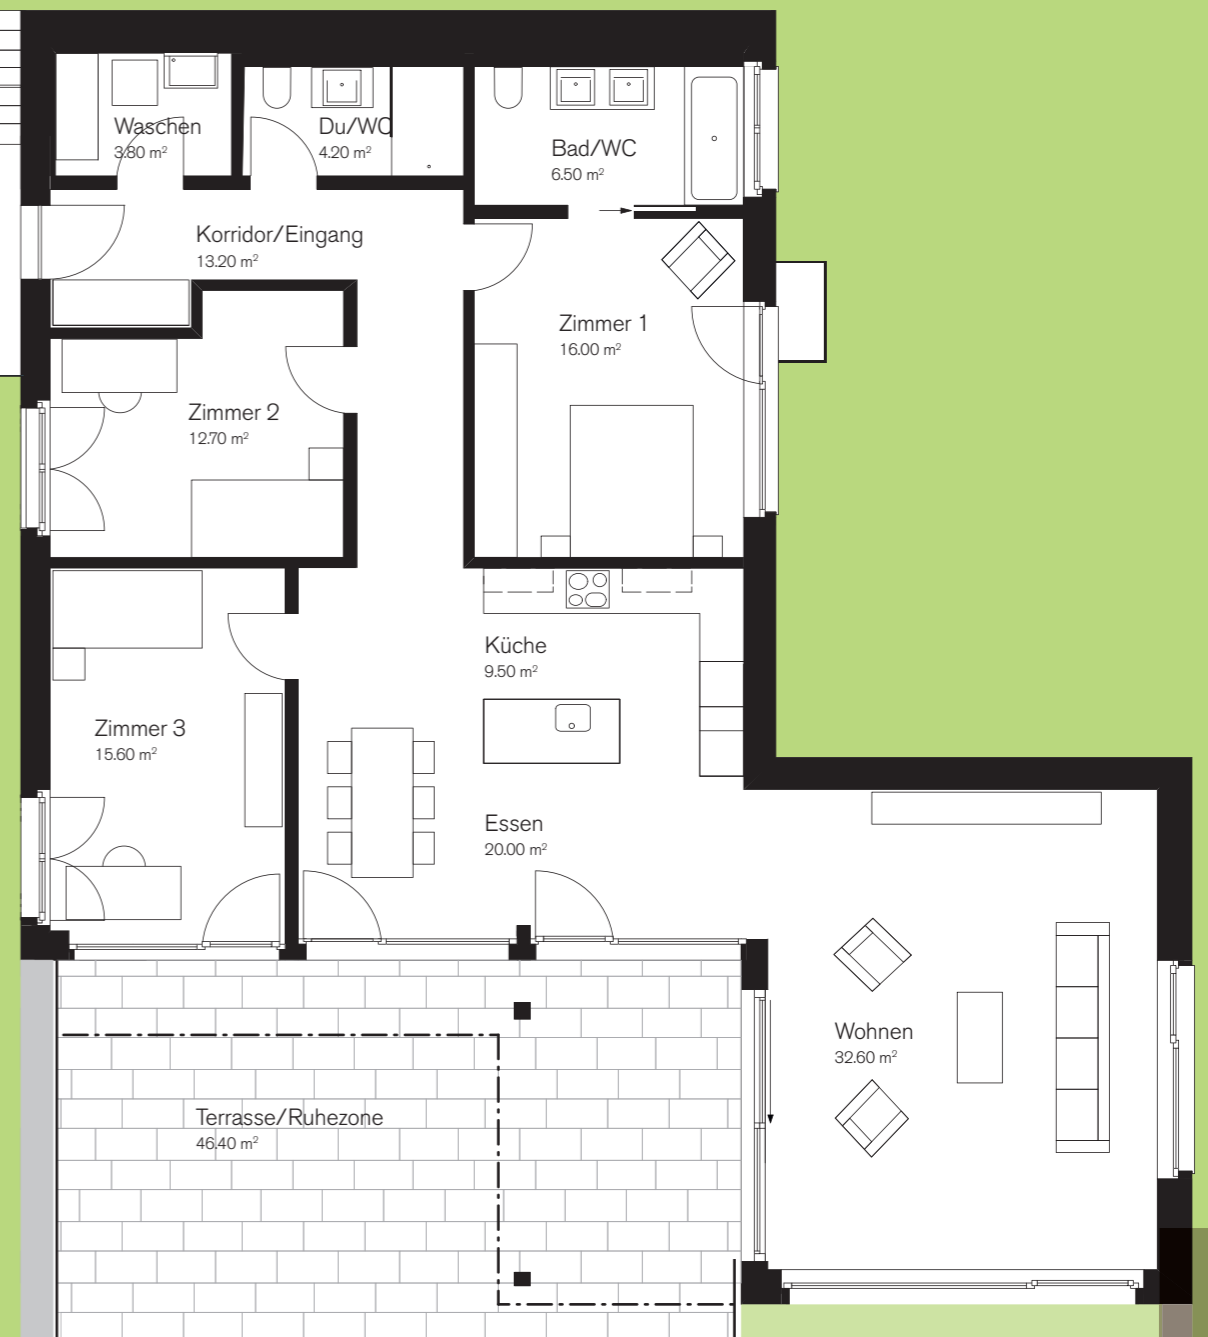 Waschen
3.80 m²
Du/WC
4.20 m²
Bad/WC
6.50 m²
Korridor/Eingang
13.20 m²
Zimmer 1
16.00 m²
Zimmer 2
12.70 m²
Küche
9.50 m²
Zimmer 3
15.60 m²
Essen
20.00 m²
Wohnen
32.60 m²
Terrasse/Ruhezone
46.40 m²